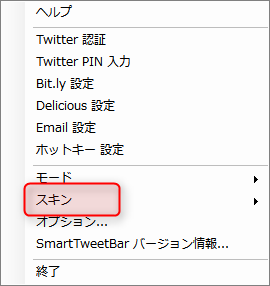 ヘルプ
Twitter 認証
Twitter PIN 入力
Bit.ly 設定
Delicious 設定
Email 設定
ホットキー 設定
モード
スキン
オプション...
SmartTweetBar バージョン情報...
終了